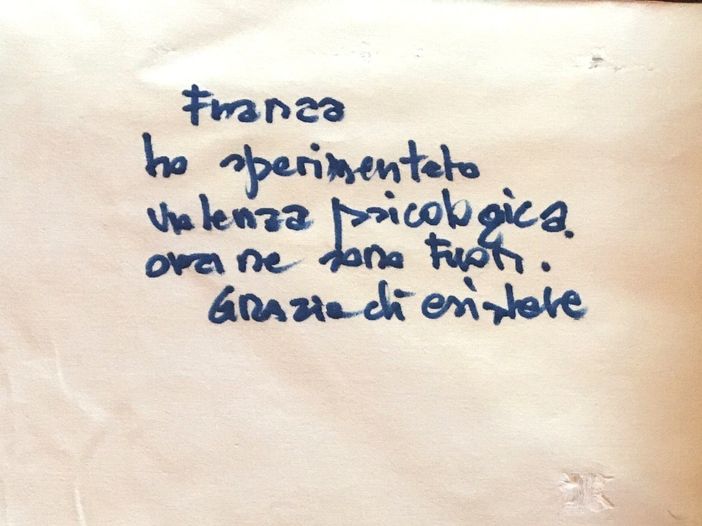 Franca
ho sperimentato
violenza psicologica.
ora ne sono fuori.
Grazie di esistere